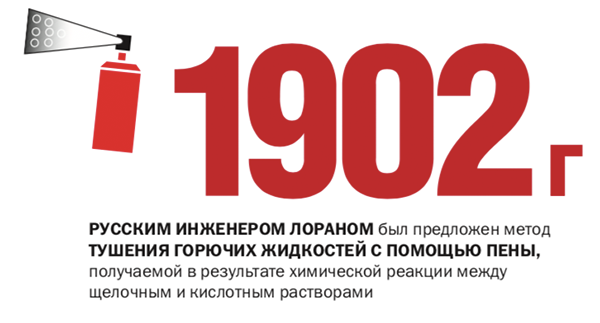 1902 г
РУССКИМ ИНЖЕНЕРОМ ЛОРАНОМ был предложен метод
ТУШЕНИЯ ГОРЮЧИХ ЖИДКОСТЕЙ С ПОМОЩЬЮ ПЕНЫ,
получаемой в результате химической реакции между
щелочным и кислотным растворами